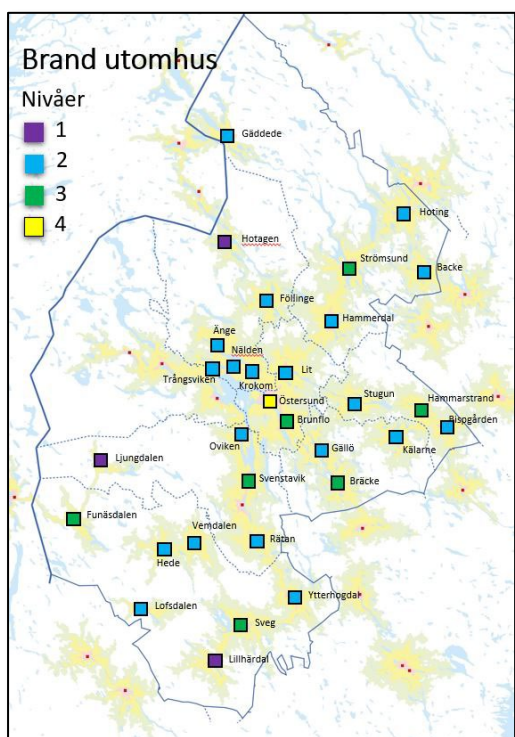 Brand utomhus
Nivåer
1
2
3
4
Gäddede
Hoting
Hotagen
Strömsund
Backe
Föllinge
Hammerdal
Änge
Nälden
Trångsviken
Krokom
Lit
Östersund
Stugun
Hammarstrand
Brunflo
Bisogården
Oviken
Gällö
Kälarne
Ljungdalen
Svenstavik
Bräcke
Funäsdalen
Vemdalen
Rätan
Hede
Ytterhogdal
Lofsdalen
Sveg
Lillhärdal